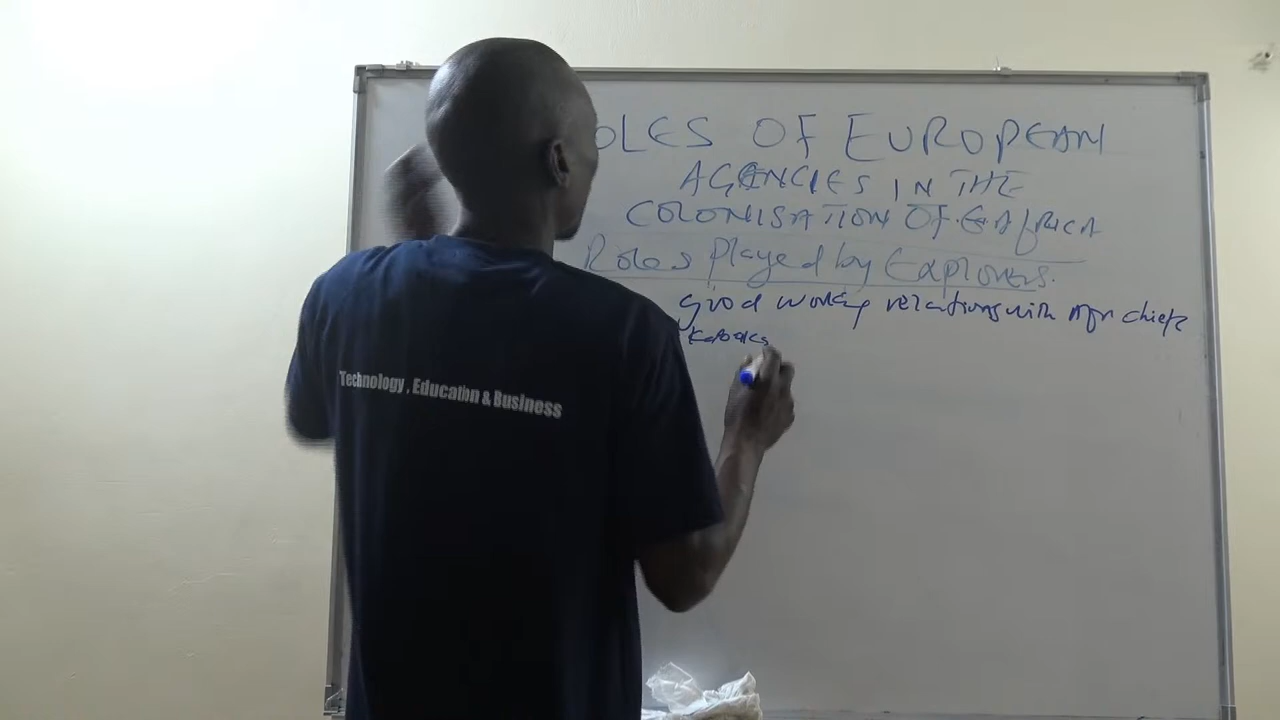 OLES OF EUROPEAN
AGENCIES IN THE
COLONISATION OF E.AfRICA
Roles played by Explorers.
good working relations with Afrn chiefs
Technology , Education & Business